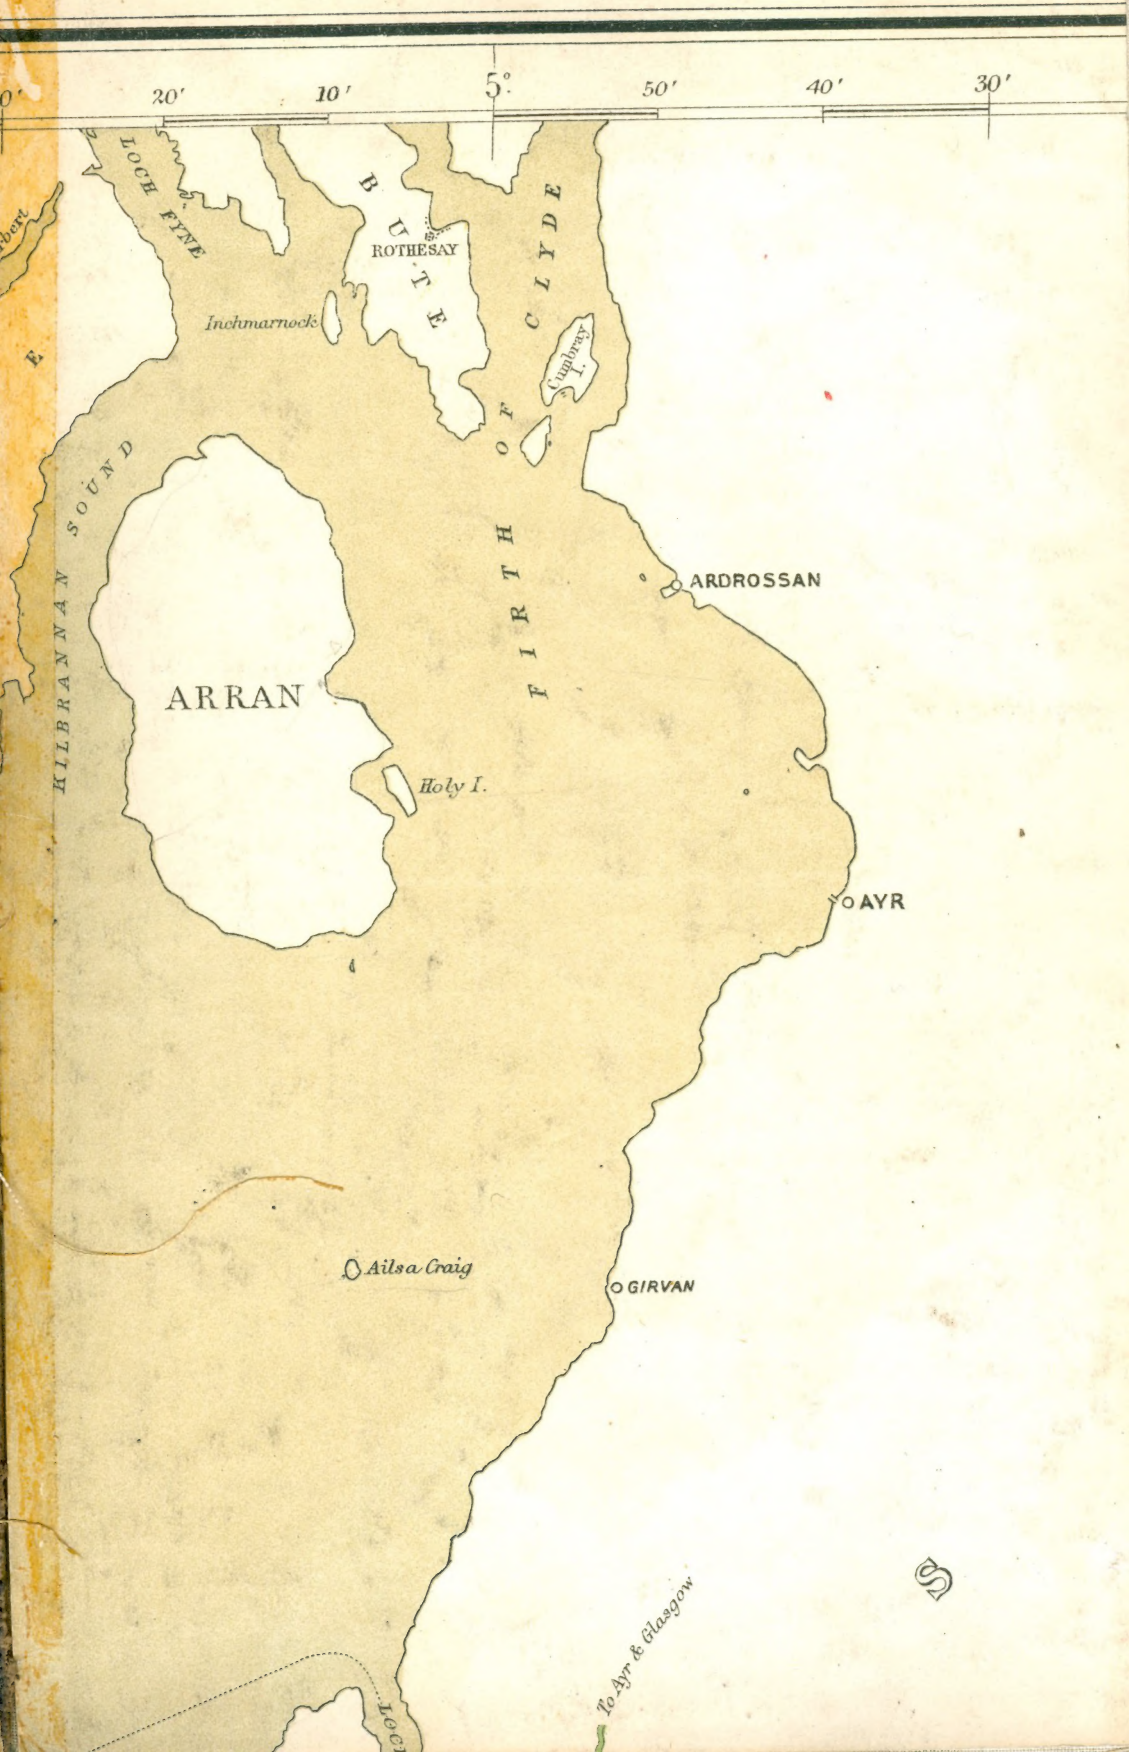 0' 20' 10' 5° 50' 40' 30'
LOCH FYNE
BUTE
ROTHESAY
CLYDE
Inchmarnock
Cumbray
I.
E
OF
KILBRANNAN SOUND
FIRTH
ARDROSSAN
ARRAN
Holy I.
AYR
Ailsa Craig
GIRVAN
S
To Ayr & Glasgow